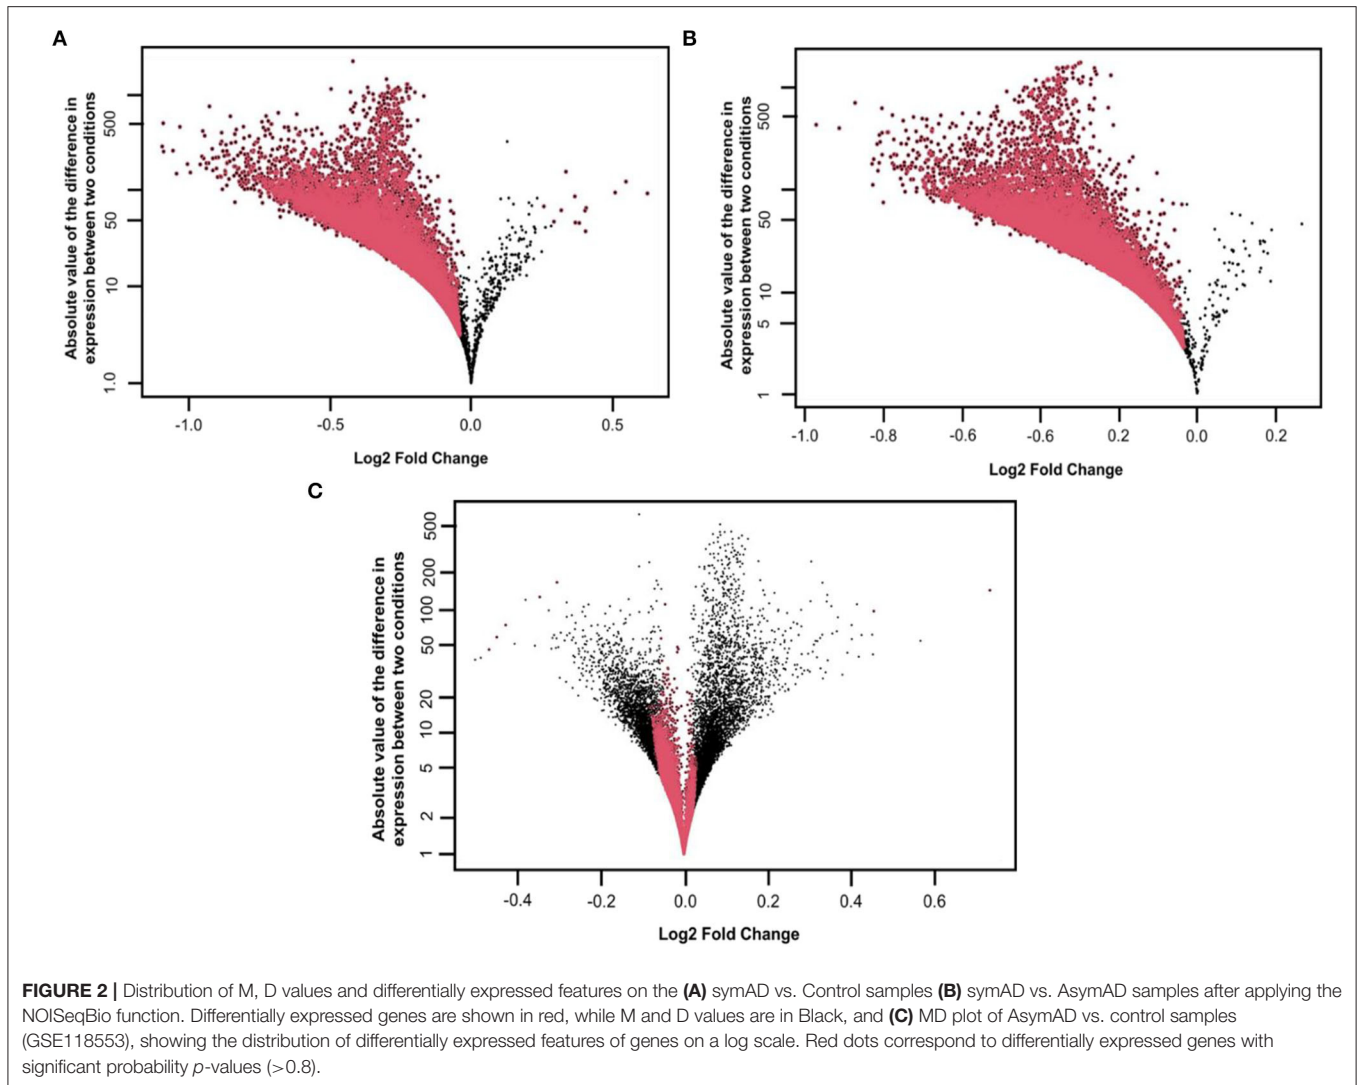 A
Absolute value of the difference in
expression between two conditions
500
50
10
1.0
-1.0 -0.5 0.0 0.5
Log2 Fold Change
B
Absolute value of the difference in
expression between two conditions
500
50
10
5
1
-1.0 -0.8 -0.6 -0.6 0.2 0.0 0.2
Log2 Fold Change
C
Absolute value of the difference in
expression between two conditions
500
200
100
50
20
10
5
2
1
-0.4 -0.2 0.0 0.2 0.4 0.6
Log2 Fold Change
FIGURE 2 | Distribution of M, D values and differentially expressed features on the (A) symAD vs. Control samples (B) symAD vs. AsymAD samples after applying the
NOISeqBio function. Differentially expressed genes are shown in red, while M and D values are in Black, and (C) MD plot of AsymAD vs. control samples
(GSE118553), showing the distribution of differentially expressed features of genes on a log scale. Red dots correspond to differentially expressed genes with
significant probability p-values (>0.8).